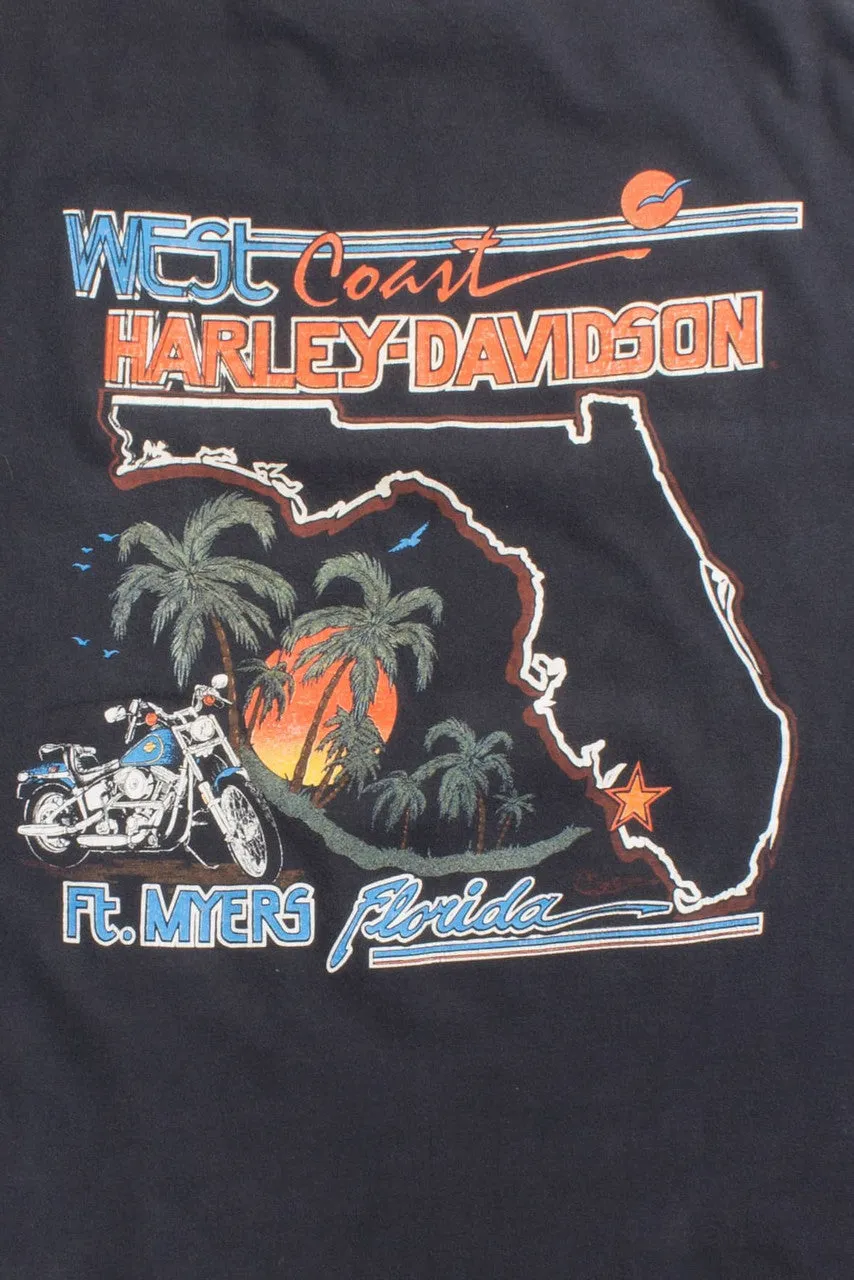 WESt Coast
HARLEY-DAVIDSON
Ft. MYERS Florida